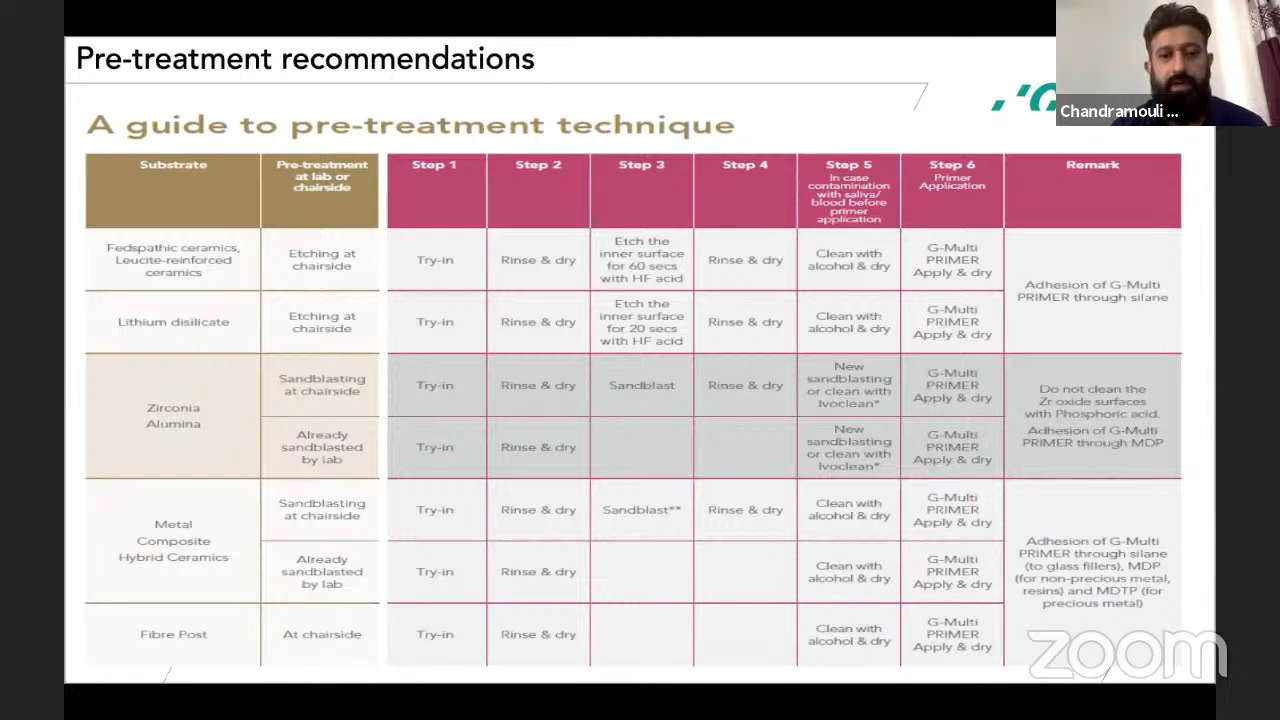 Pre-treatment recommendations
Chandramouli ...
A guide to pre-treatment technique
Substrate
Pre-treatment
at lab or
chairside
Step 1
Step 2
Step 3
Step 4
Step 5
In case
contamination
with saliva/
blood before
primer
application
Step 6
Primer
Application
Remark
Fedspathic ceramics,
Leucite-reinforced
ceramics
Etching at
chairside
Try-in
Rinse & dry
Etch the
inner surface
for 60 secs
with HF acid
Rinse & dry
Clean with
alcohol & dry
G-Multi
PRIMER
Apply & dry
Adhesion of G-Multi
PRIMER through silane
Lithium disilicate
Etching at
chairside
Try-in
Rinse & dry
Etch the
inner surface
for 20 secs
with HF acid
Rinse & dry
Clean with
alcohol & dry
G-Multi
PRIMER
Apply & dry
Zirconia
Alumina
Sandblasting
at chairside
Try-in
Rinse & dry
Sandblast
Rinse & dry
New
sandblasting
or clean with
Ivoclean*
G-Multi
PRIMER
Apply & dry
Do not clean the
Zr oxide surfaces
with Phosphoric acid.
Adhesion of G-Multi
PRIMER through MDP
Already
sandblasted
by lab
Try-in
Rinse & dry
New
sandblasting
or clean with
Ivoclean*
G-Multi
PRIMER
Apply & dry
Metal
Composite
Hybrid Ceramics
Sandblasting
at chairside
Try-in
Rinse & dry
Sandblast**
Rinse & dry
Clean with
alcohol & dry
G-Multi
PRIMER
Apply & dry
Adhesion of G-Multi
PRIMER through silane
(to glass fillers), MDP
(for non-precious metal,
resins) and MDTP (for
precious metal)
Already
sandblasted
by lab
Try-in
Rinse & dry
Clean with
alcohol & dry
G-Multi
PRIMER
Apply & dry
Fibre Post
At chairside
Try-in
Rinse & dry
Clean with
alcohol & dry
G-Multi
PRIMER
Apply & dry
zoom